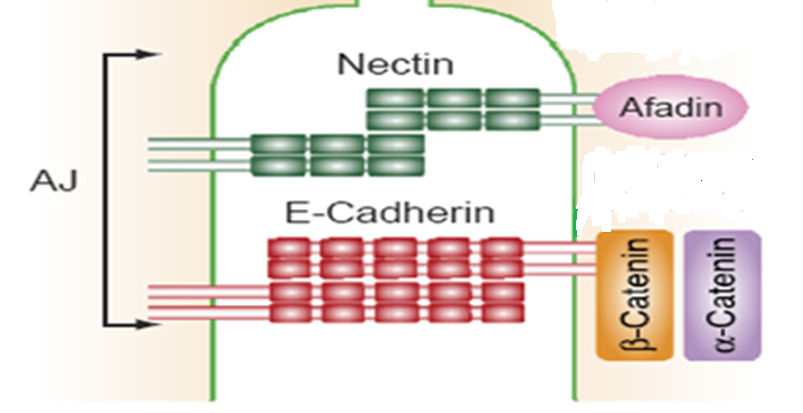 Nectin
Afadin
AJ
E-Cadherin
β-Catenin
α-Catenin